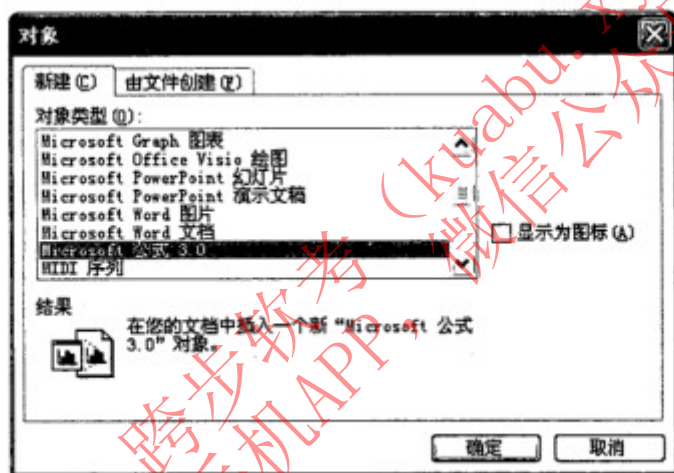 对象
新建(C) 由文件创建(F)
对象类型(O):
Microsoft Graph 图表
Microsoft Office Visio 绘图
Microsoft PowerPoint 幻灯片
Microsoft PowerPoint 演示文稿
Microsoft Word 图片
Microsoft Word 文档
Microsoft 公式 3.0
MIDI 序列
显示为图标(A)
结果
在您的文档中插入一个新“Microsoft 公式
3.0”对象。
确定 取消
跨步软考(kuabu.x
手机APP,微信公众